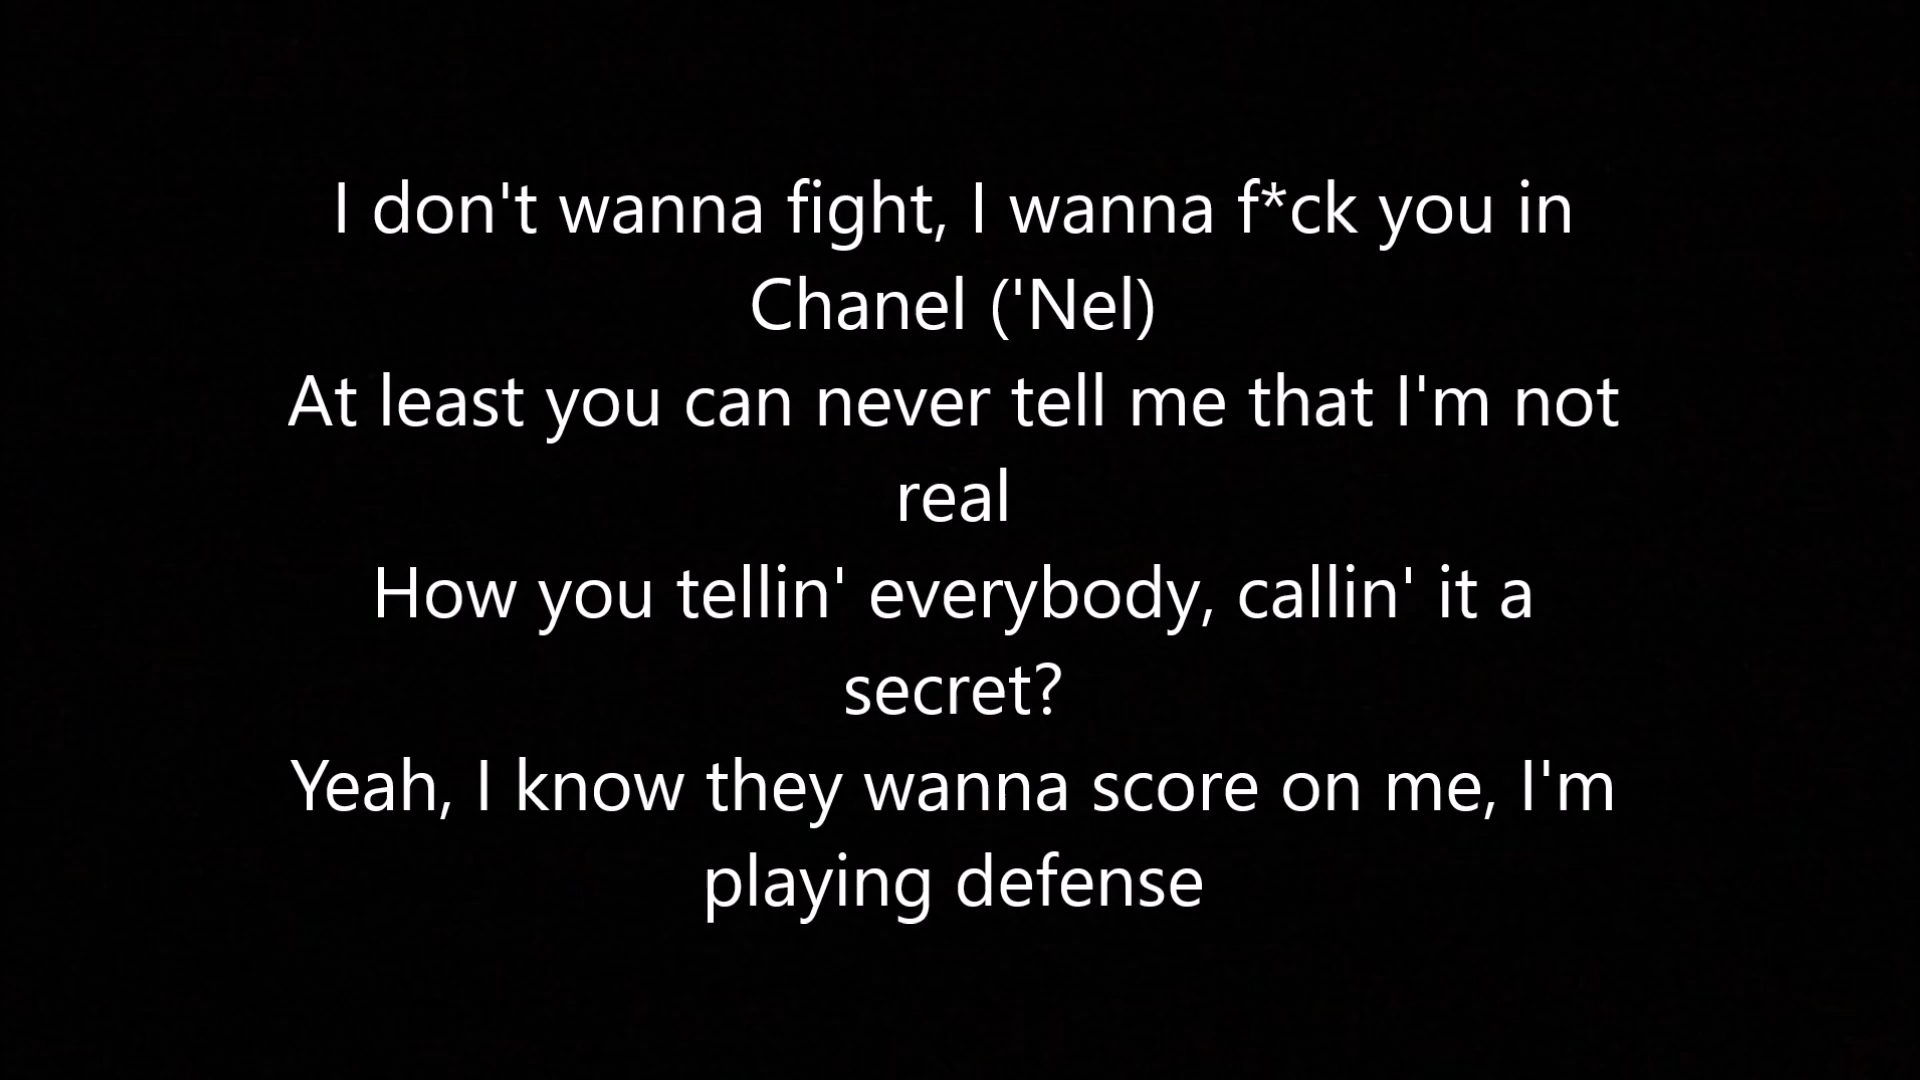 I don't wanna fight, I wanna f*ck you in
Chanel ('Nel)
At least you can never tell me that I'm not
real
How you tellin' everybody, callin' it a
secret?
Yeah, I know they wanna score on me, I'm
playing defense